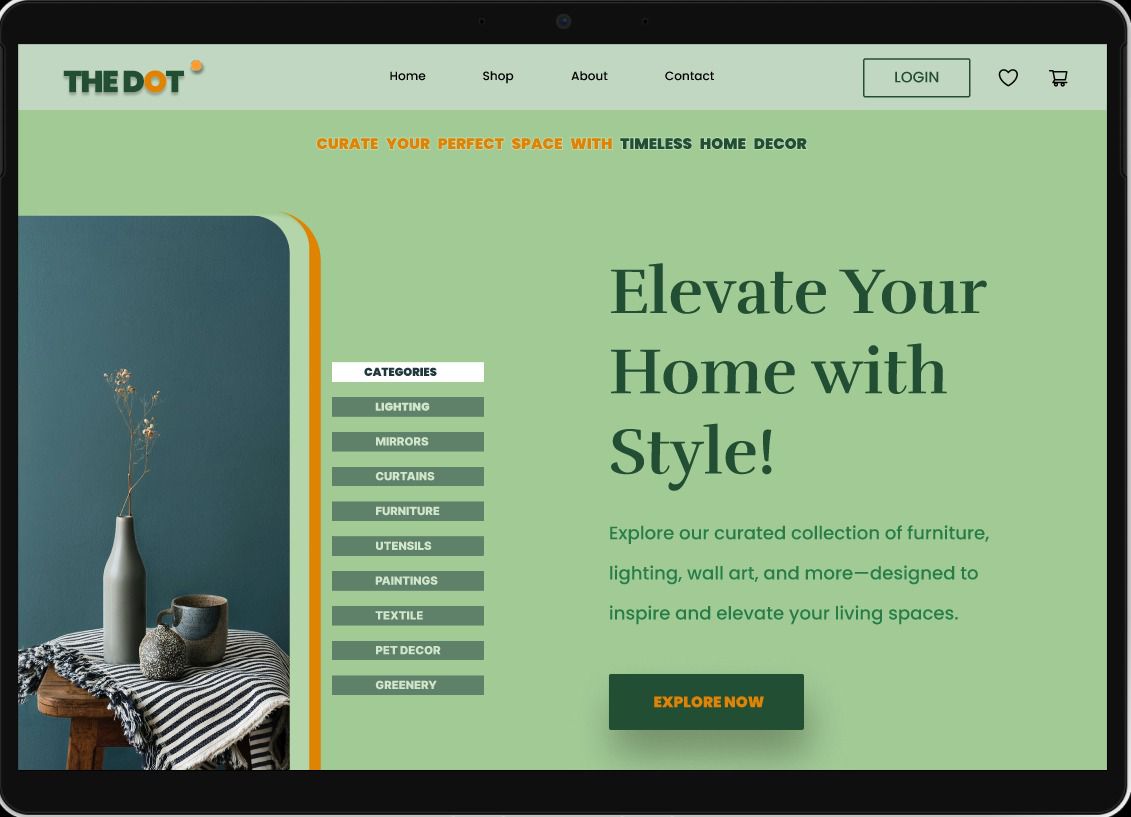 THE DOT
Home
Shop
About
Contact
LOGIN
CURATE YOUR PERFECT SPACE WITH TIMELESS HOME DECOR
CATEGORIES
LIGHTING
MIRRORS
CURTAINS
FURNITURE
UTENSILS
PAINTINGS
TEXTILE
PET DECOR
GREENERY
Elevate Your
Home with
Style!
Explore our curated collection of furniture,
lighting, wall art, and more—designed to
inspire and elevate your living spaces.
EXPLORE NOW